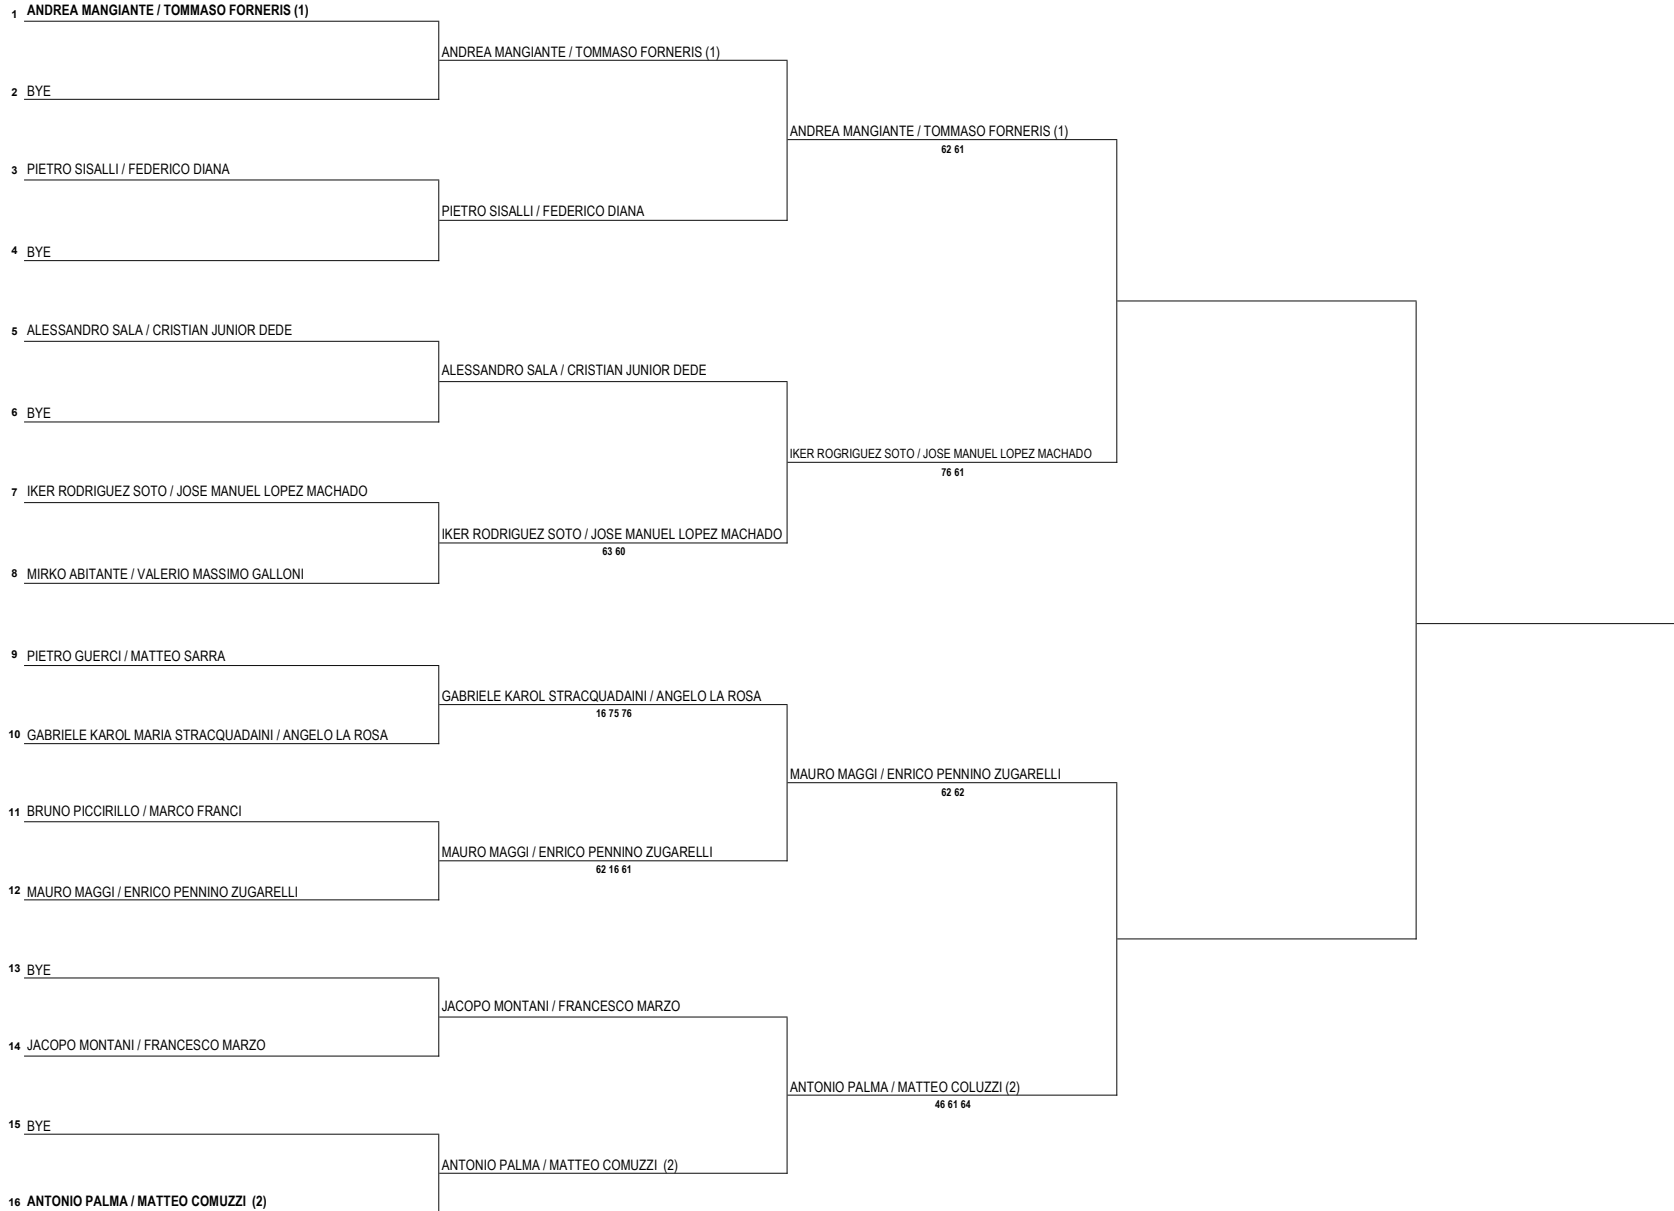 1 ANDREA MANGIANTE / TOMMASO FORNERIS (1)
ANDREA MANGIANTE / TOMMASO FORNERIS (1)
2 BYE
ANDREA MANGIANTE / TOMMASO FORNERIS (1)
62 61
3 PIETRO SISALLI / FEDERICO DIANA
PIETRO SISALLI / FEDERICO DIANA
4 BYE
5 ALESSANDRO SALA / CRISTIAN JUNIOR DEDE
ALESSANDRO SALA / CRISTIAN JUNIOR DEDE
6 BYE
IKER ROGRIGUEZ SOTO / JOSE MANUEL LOPEZ MACHADO
76 61
7 IKER RODRIGUEZ SOTO / JOSE MANUEL LOPEZ MACHADO
IKER RODRIGUEZ SOTO / JOSE MANUEL LOPEZ MACHADO
63 60
8 MIRKO ABITANTE / VALERIO MASSIMO GALLONI
9 PIETRO GUERCI / MATTEO SARRA
GABRIELE KAROL STRACQUADAINI / ANGELO LA ROSA
16 75 76
10 GABRIELE KAROL MARIA STRACQUADAINI / ANGELO LA ROSA
MAURO MAGGI / ENRICO PENNINO ZUGARELLI
62 62
11 BRUNO PICCIRILLO / MARCO FRANCI
MAURO MAGGI / ENRICO PENNINO ZUGARELLI
62 16 61
12 MAURO MAGGI / ENRICO PENNINO ZUGARELLI
13 BYE
JACOPO MONTANI / FRANCESCO MARZO
14 JACOPO MONTANI / FRANCESCO MARZO
ANTONIO PALMA / MATTEO COLUZZI (2)
46 61 64
15 BYE
ANTONIO PALMA / MATTEO COMUZZI (2)
16 ANTONIO PALMA / MATTEO COMUZZI (2)